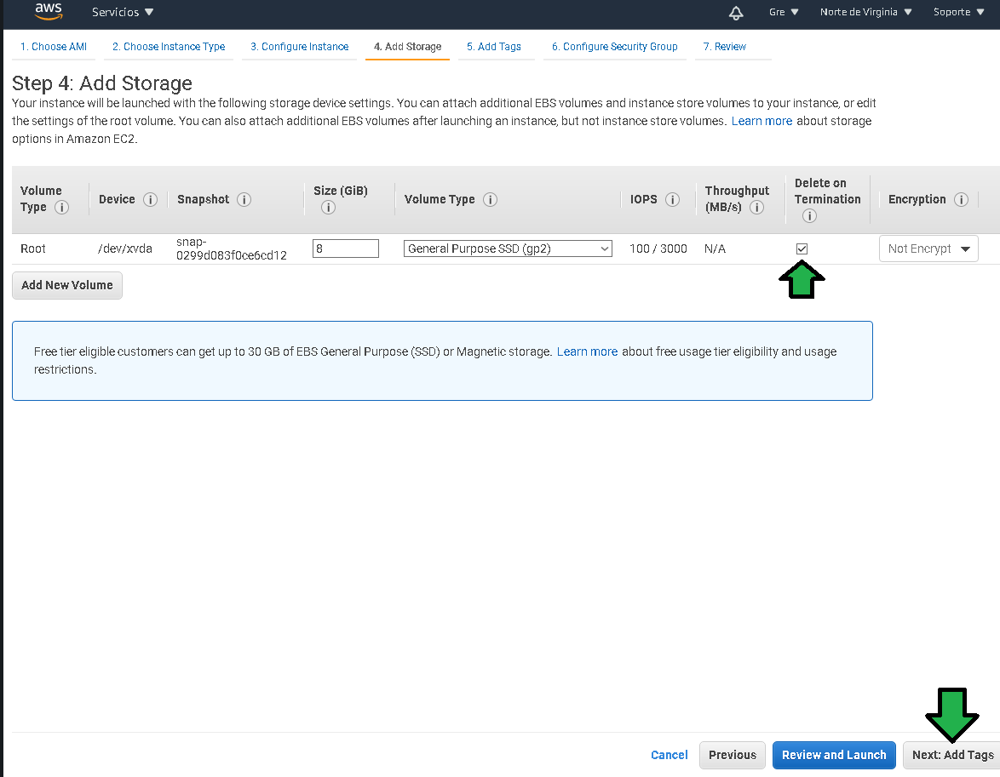 aws Servicios Gre Norte de Virginia Soporte
1. Choose AMI 2. Choose Instance Type 3. Configure Instance 4. Add Storage 5. Add Tags 6. Configure Security Group 7. Review
Step 4: Add Storage
Your instance will be launched with the following storage device settings. You can attach additional EBS volumes and instance store volumes to your instance, or edit
the settings of the root volume. You can also attach additional EBS volumes after launching an instance, but not instance store volumes. Learn more about storage
options in Amazon EC2.
Volume Type i
Device i
Snapshot i
Size (GiB) i
Volume Type i
IOPS i
Throughput (MB/s) i
Delete on Termination i
Encryption i
Root /dev/xvda snap-0299d083f0ce6cd12 8 General Purpose SSD (gp2) 100 / 3000 N/A Not Encrypt
Add New Volume
Free tier eligible customers can get up to 30 GB of EBS General Purpose (SSD) or Magnetic storage. Learn more about free usage tier eligibility and usage
restrictions.
Cancel Previous Review and Launch Next: Add Tags